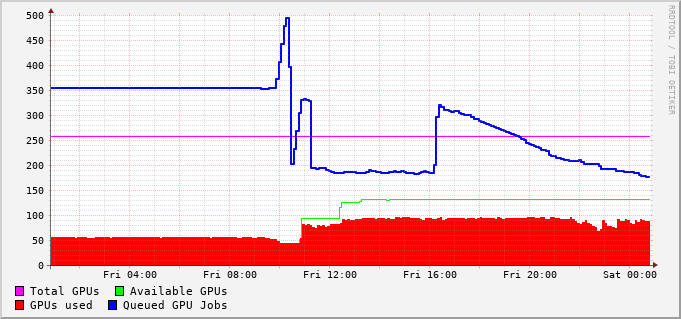 500
450
400
350
300
250
200
150
100
50
0
Fri 04:00 Fri 08:00 Fri 12:00 Fri 16:00 Fri 20:00 Sat 00:00
Total GPUs Available GPUs
GPUs used Queued GPU Jobs
RRDTOOL / TOBI OETIKER